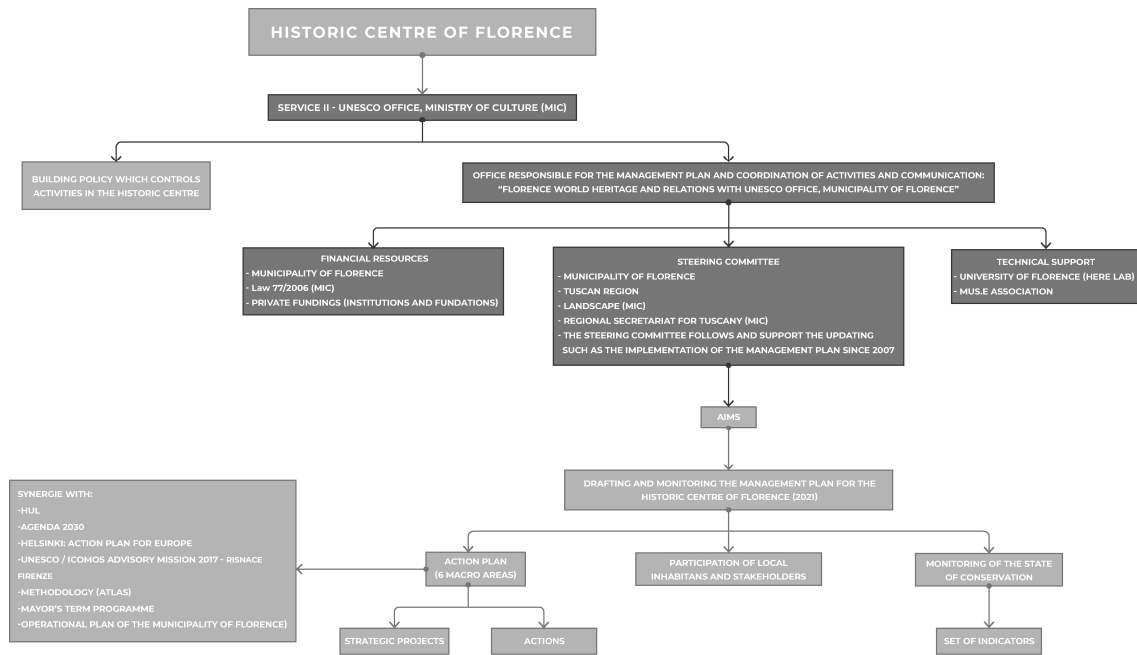 HISTORIC CENTRE OF FLORENCE
SERVICE II - UNESCO OFFICE, MINISTRY OF CULTURE (MIC)
BUILDING POLICY WHICH CONTROLS
ACTIVITIES IN THE HISTORIC CENTRE
OFFICE RESPONSIBLE FOR THE MANAGEMENT PLAN AND COORDINATION OF ACTIVITIES AND COMMUNICATION:
“FLORENCE WORLD HERITAGE AND RELATIONS WITH UNESCO OFFICE, MUNICIPALITY OF FLORENCE”
FINANCIAL RESOURCES
- MUNICIPALITY OF FLORENCE
- Law 77/2006 (MIC)
- PRIVATE FUNDINGS (INSTITUTIONS AND FUNDATIONS)
STEERING COMMITTEE
- MUNICIPALITY OF FLORENCE
- TUSCAN REGION
- LANDSCAPE (MIC)
- REGIONAL SECRETARIAT FOR TUSCANY (MIC)
- THE STEERING COMMITTEE FOLLOWS AND SUPPORT THE UPDATING
SUCH AS THE IMPLEMENTATION OF THE MANAGEMENT PLAN SINCE 2007
TECHNICAL SUPPORT
- UNIVERSITY OF FLORENCE (HERE LAB)
- MUS.E ASSOCIATION
AIMS
DRAFTING AND MONITORING THE MANAGEMENT PLAN FOR THE
HISTORIC CENTRE OF FLORENCE (2021)
SYNERGIE WITH:
-HUL
-AGENDA 2030
-HELSINKI: ACTION PLAN FOR EUROPE
-UNESCO / ICOMOS ADVISORY MISSION 2017 - RISNACE
FIRENZE
-METHODOLOGY (ATLAS)
-MAYOR'S TERM PROGRAMME
-OPERATIONAL PLAN OF THE MUNICIPALITY OF FLORENCE)
ACTION PLAN
(6 MACRO AREAS)
PARTICIPATION OF LOCAL
INHABITANS AND STAKEHOLDERS
MONITORING OF THE STATE
OF CONSERVATION
STRATEGIC PROJECTS
ACTIONS
SET OF INDICATORS